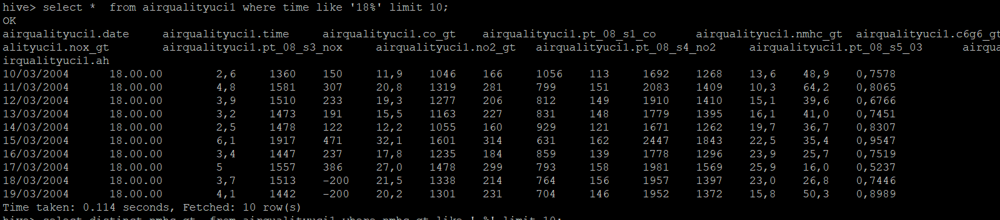 hive> select *  from airqualityuci1 where time like '18%' limit 10;
OK
airqualityuci1.date airqualityuci1.time airqualityuci1.co_gt airqualityuci1.pt_08_s1_co airqualityuci1.nmhc_gt airqualityuci1.c6g6_gt
alityuci1.nox_gt airqualityuci1.pt_08_s3_nox airqualityuci1.no2_gt airqualityuci1.pt_08_s4_no2 airqualityuci1.pt_08_s5_03 airqua
irqualityuci1.ah
10/03/2004 18.00.00 2,6 1360 150 11,9 1046 166 1056 113 1692 1268 13,6 48,9 0,7578
11/03/2004 18.00.00 4,8 1581 307 20,8 1319 281 799 151 2083 1409 10,3 64,2 0,8065
12/03/2004 18.00.00 3,9 1510 233 19,3 1277 206 812 149 1910 1410 15,1 39,6 0,6766
13/03/2004 18.00.00 3,2 1473 191 15,5 1163 227 831 148 1779 1395 16,1 41,0 0,7451
14/03/2004 18.00.00 2,5 1478 122 12,2 1055 160 929 121 1671 1262 19,7 36,7 0,8307
15/03/2004 18.00.00 6,1 1917 471 32,1 1601 314 631 162 2447 1843 22,5 35,4 0,9547
16/03/2004 18.00.00 3,4 1447 237 17,8 1235 184 859 139 1778 1296 23,9 25,7 0,7519
17/03/2004 18.00.00 5 1557 386 27,0 1478 299 793 158 1981 1569 25,9 16,0 0,5237
18/03/2004 18.00.00 3,7 1513 -200 21,5 1338 214 764 156 1957 1397 23,0 26,8 0,7446
19/03/2004 18.00.00 4,1 1442 -200 20,2 1301 231 704 146 1952 1372 15,8 50,3 0,8989
Time taken: 0.114 seconds, Fetched: 10 row(s)
hive> select distinct nmhc_gt  from airqualityuci1 where nmhc_gt like '_%' limit 10;